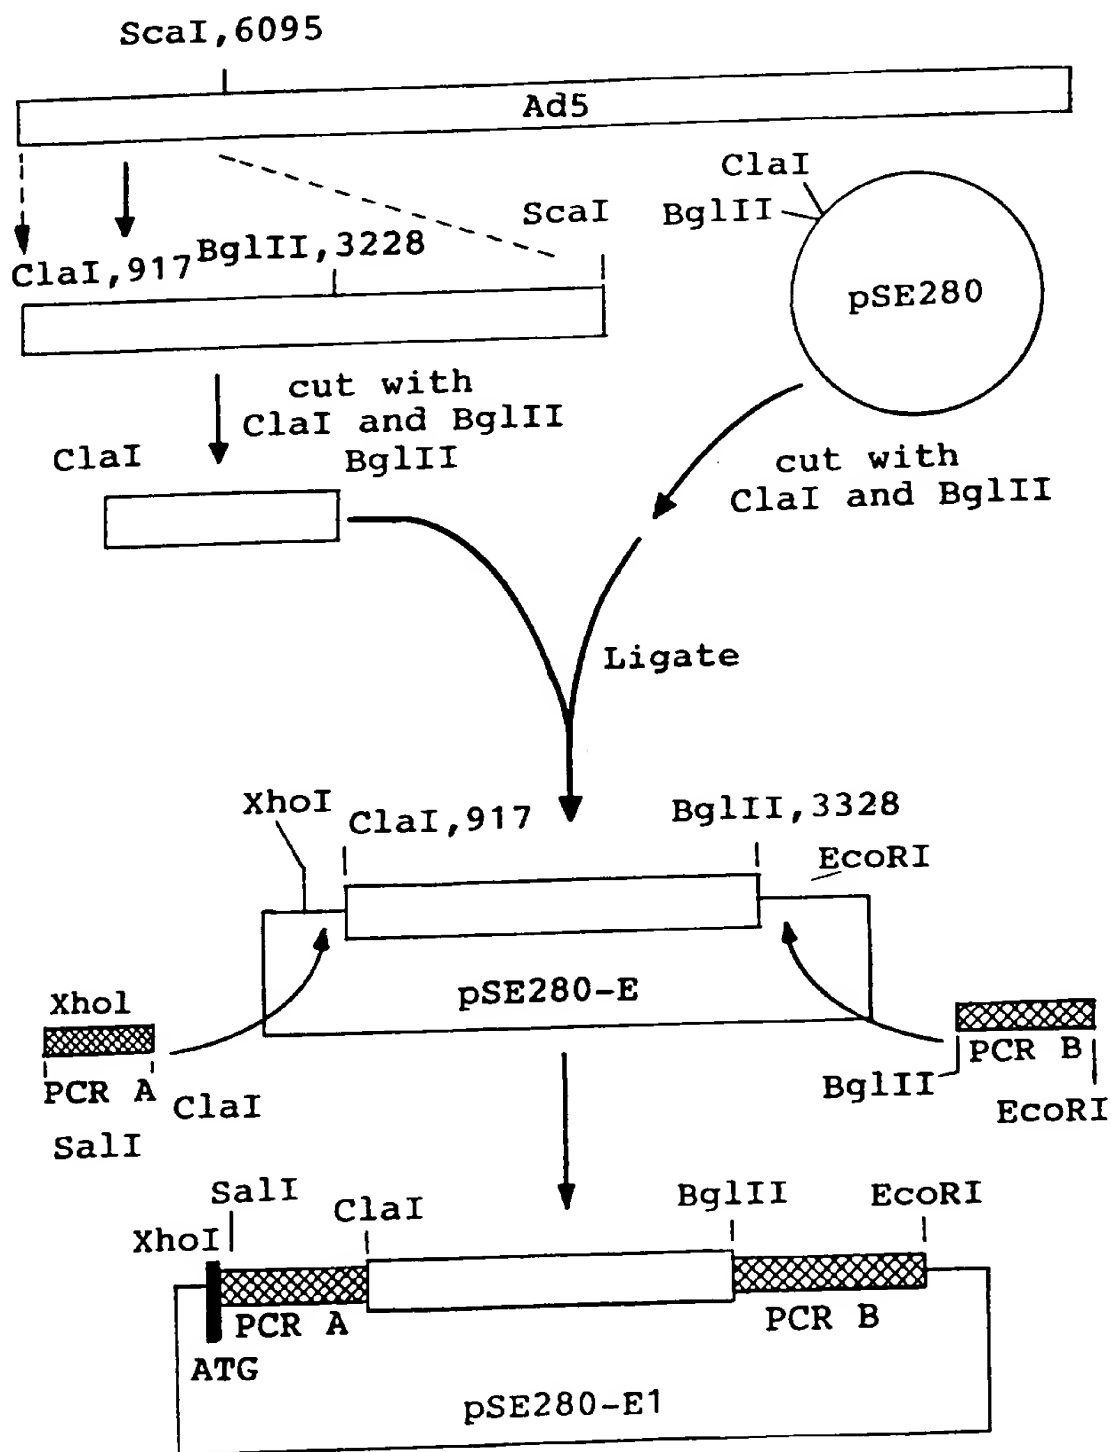 ScaI,6095
Ad5
ClaI
BglII
pSE280
ScaI
BglII,3228
ClaI,917
cut with
ClaI and BglII
ClaI
BglII
cut with
ClaI and BglII
Ligate
XhoI
ClaI,917
BglII,3328
EcoRI
pSE280-E
Xhol
PCR A
ClaI
SalI
PCR B
BglII
EcoRI
SalI
ClaI
BglII
EcoRI
XhoI
PCR A
PCR B
ATG
pSE280-E1